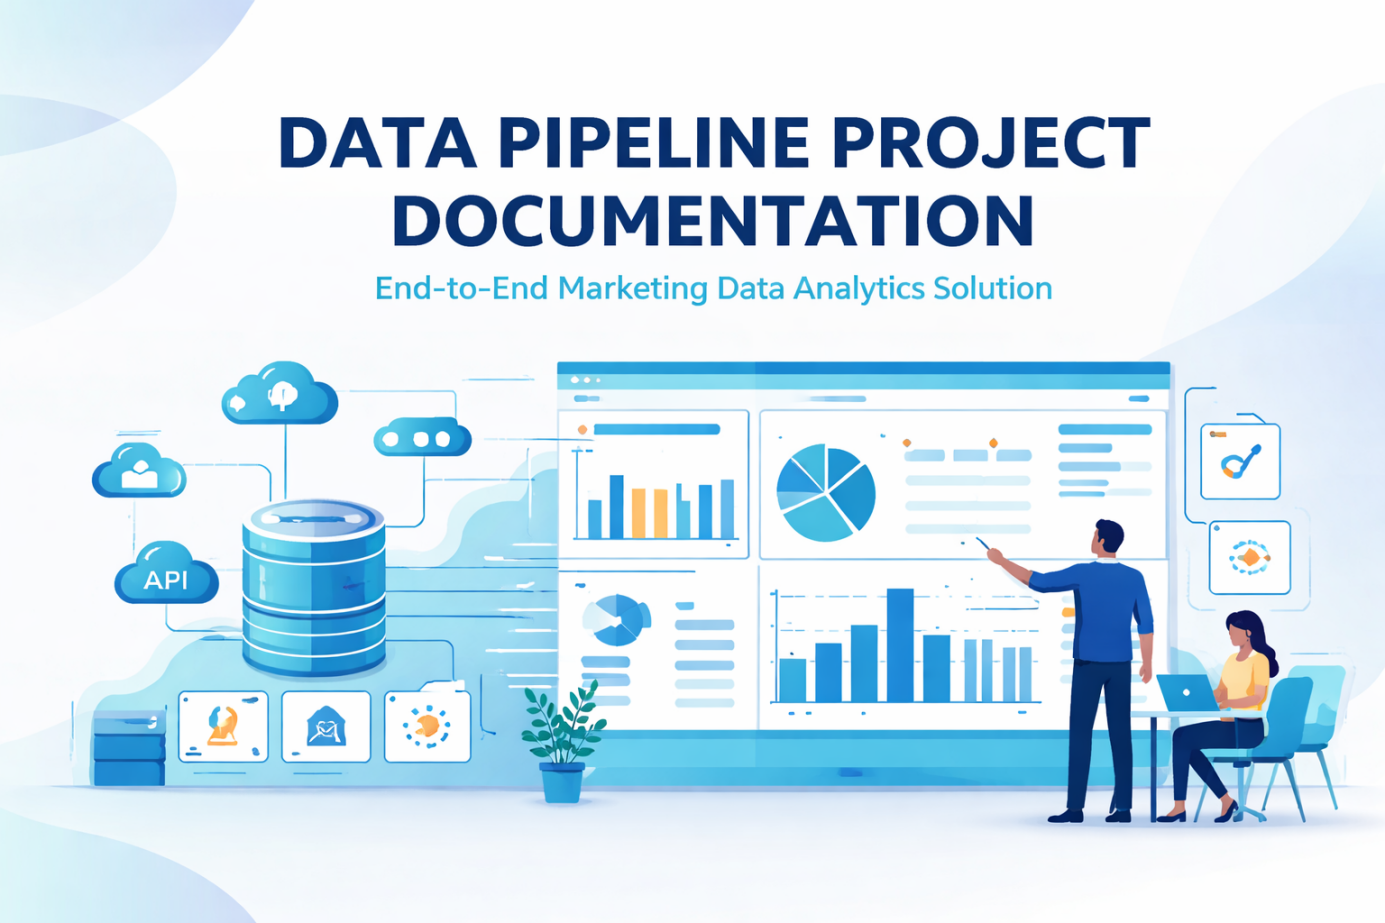 DATA PIPELINE PROJECT
DOCUMENTATION
End-to-End Marketing Data Analytics Solution
API